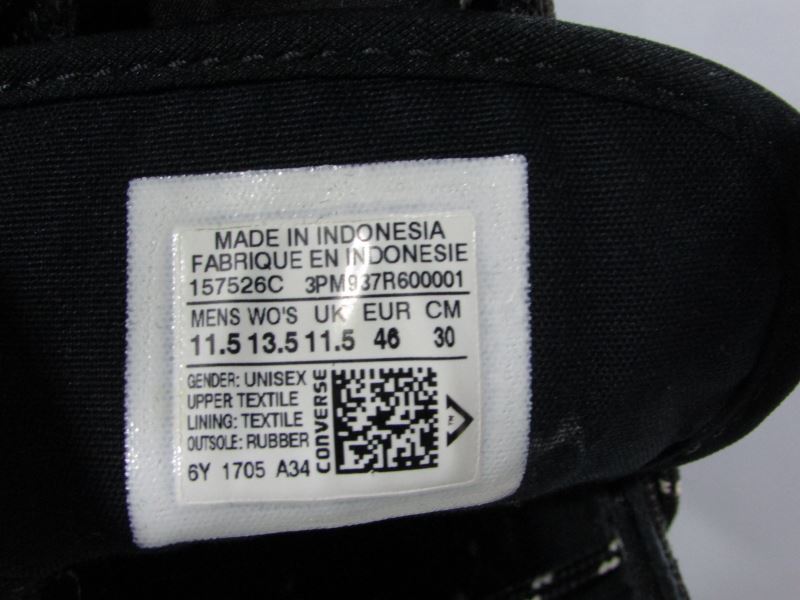 MADE IN INDONESIA
FABRIQUE EN INDONESIE
157526C 3PM937R600001
MENS WO'S UK EUR CM
11.5 13.5 11.5 46 30
GENDER: UNISEX
UPPER: TEXTILE
LINING: TEXTILE
OUTSOLE: RUBBER
6Y 1705 A34
CONVERSE